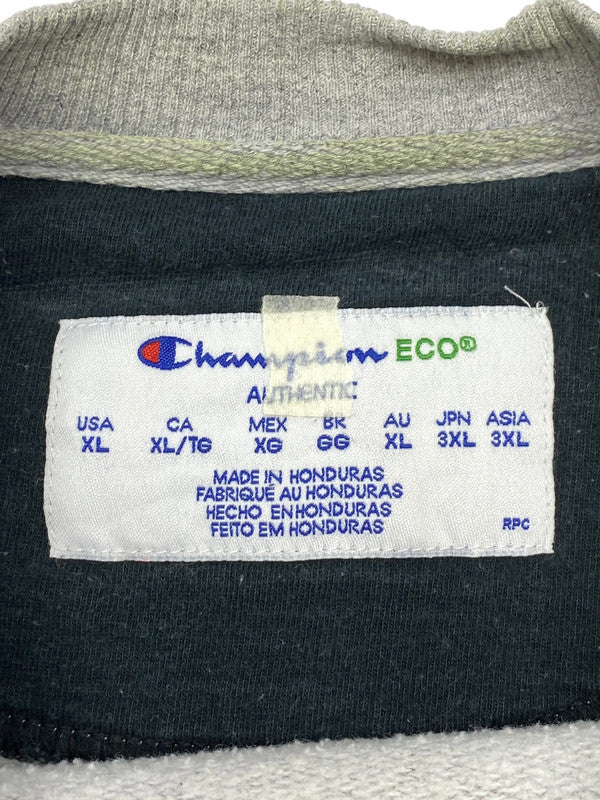 Champion ECO®
AUTHENTIC
USA CA MEX BR AU JPN ASIA
XL XL/TG XG GG XL 3XL 3XL
MADE IN HONDURAS
FABRIQUÉ AU HONDURAS
HECHO EN HONDURAS
FEITO EM HONDURAS
RPC